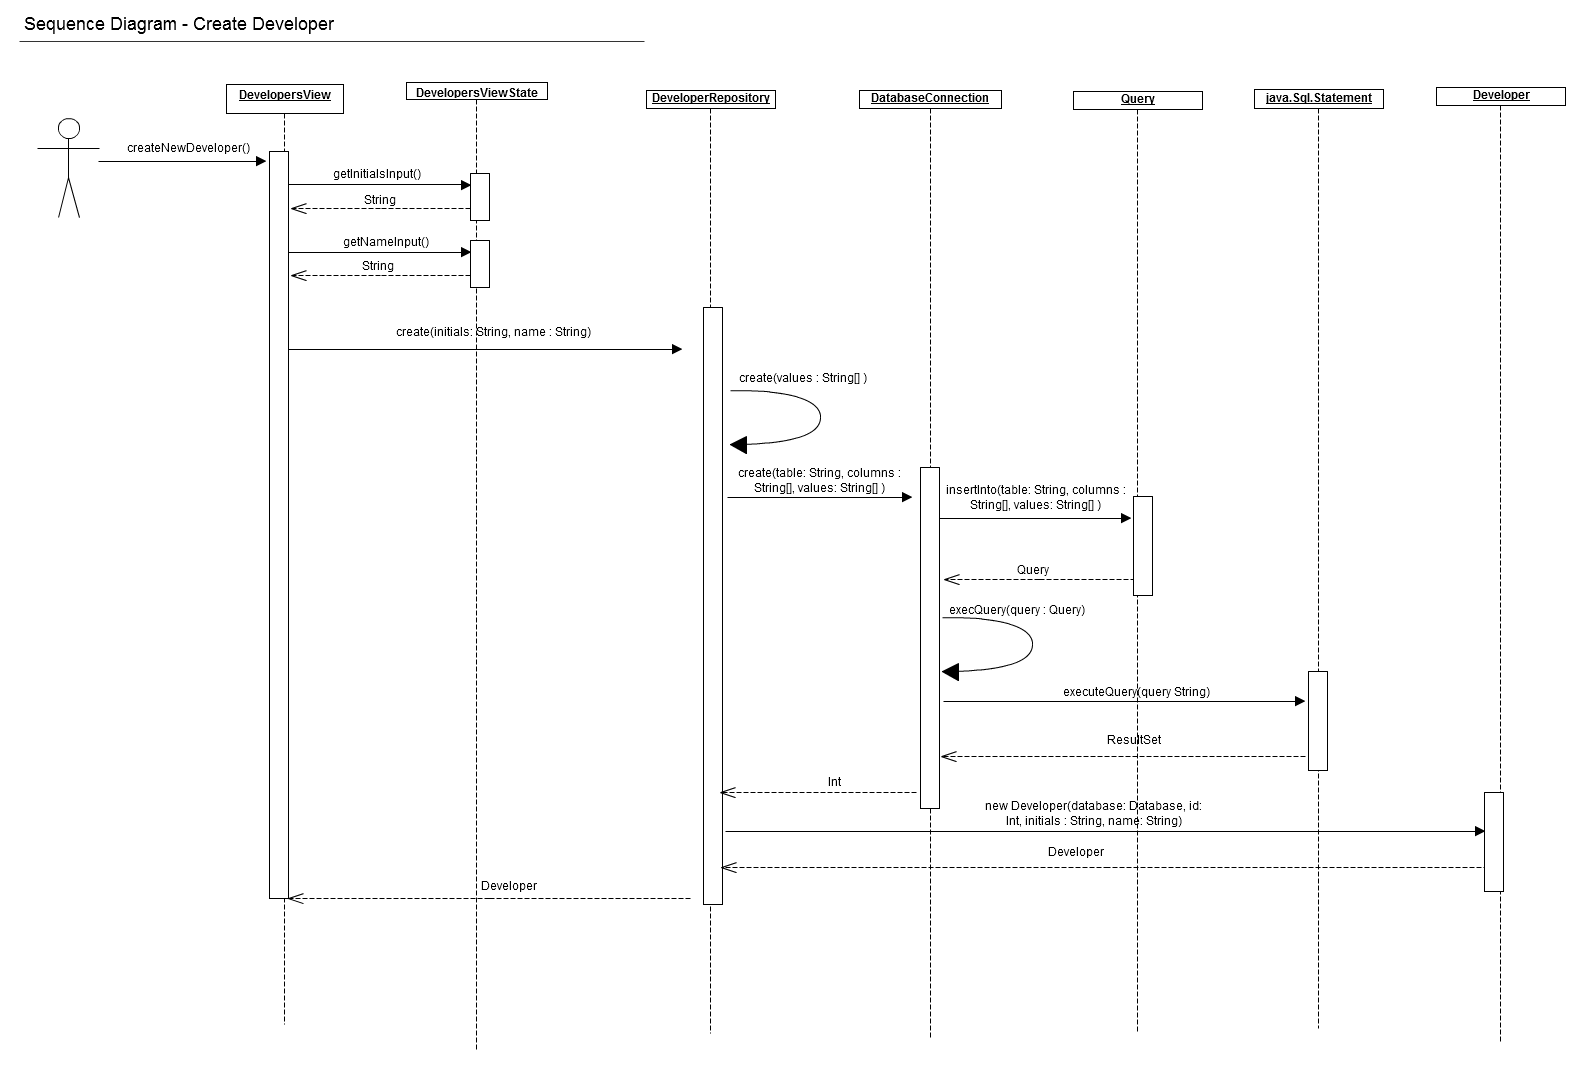 Sequence Diagram - Create Developer
DevelopersView
DevelopersViewState
DeveloperRepository
DatabaseConnection
Query
java.Sql.Statement
Developer
createNewDeveloper()
getInitialsInput()
String
getNameInput()
String
create(initials: String, name : String)
create(values : String[] )
create(table: String, columns :
String[], values: String[] )
insertInto(table: String, columns :
String[], values: String[] )
Query
execQuery(query : Query)
executeQuery(query String)
ResultSet
Int
new Developer(database: Database, id:
Int, initials : String, name: String)
Developer
Developer